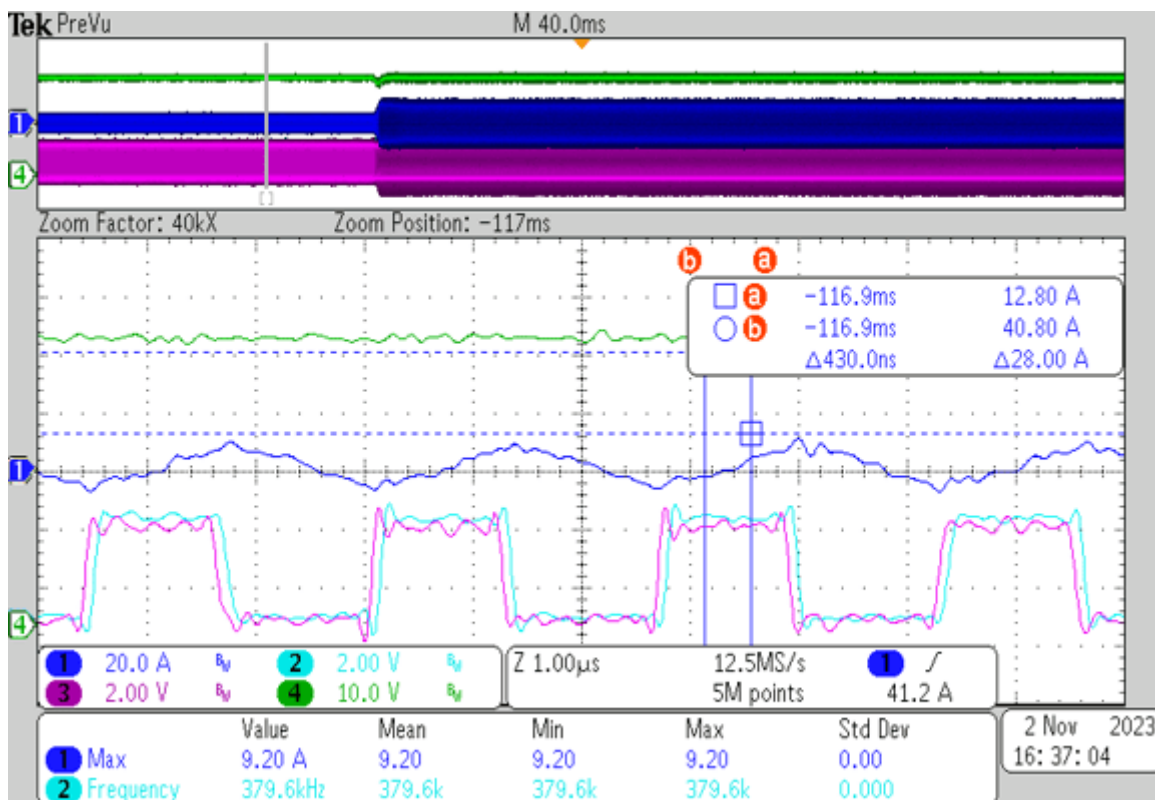 Tek PreVu M 40.0ms
1
4
Zoom Factor: 40kX Zoom Position: -117ms
b a
a -116.9ms 12.80 A
b -116.9ms 40.80 A
Δ430.0ns Δ28.00 A
1
4
1 20.0 A BW 2 2.00 V BW Z 1.00μs 12.5MS/s 1
3 2.00 V BW 4 10.0 V BW 5M points 41.2 A
Value Mean Min Max Std Dev
1 Max 9.20 A 9.20 9.20 9.20 0.00
2 Frequency 379.6kHz 379.6k 379.6k 379.6k 0.000
2 Nov 2023
16:37:04